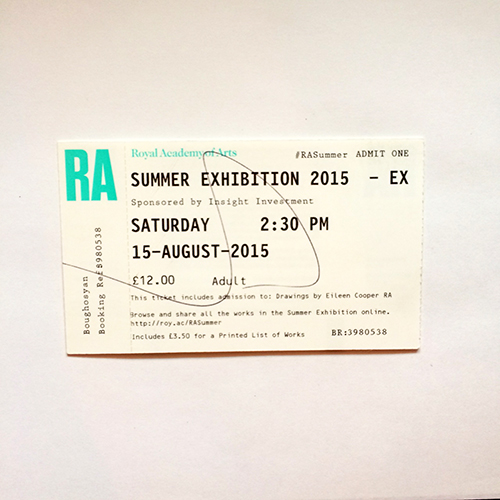 RA
Royal Academy of Arts
#RASummer ADMIT ONE
SUMMER EXHIBITION 2015 - EX
Sponsored by Insight Investment
SATURDAY 2:30 PM
15-AUGUST-2015
£12.00 Adult
This ticket includes admission to: Drawings by Eileen Cooper RA
Browse and share all the works in the Summer Exhibition online.
http://roy.ac/RASummer
Includes £3.50 for a Printed List of Works
BR:3980538
Boughosyan
Booking Ref:3980538